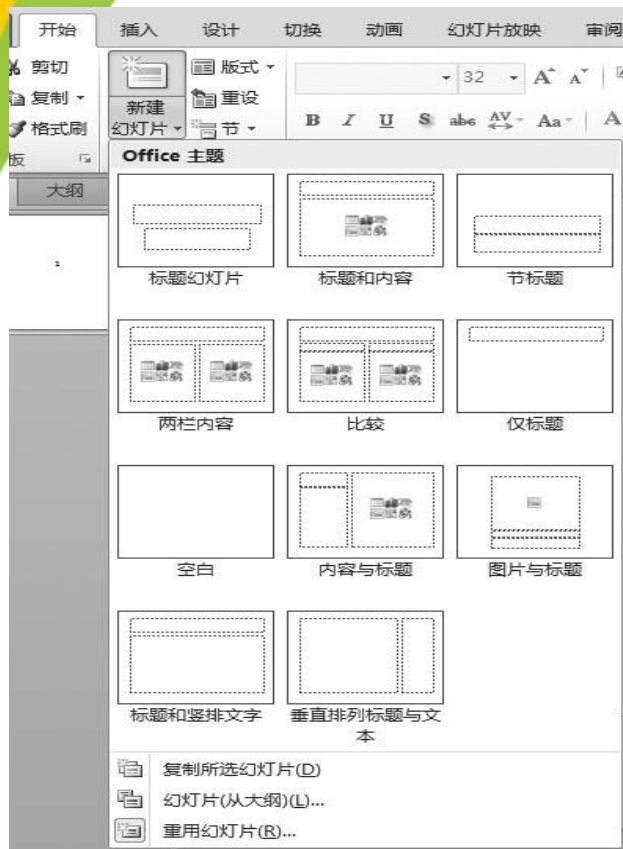 开始 插入 设计 切换 动画 幻灯片放映 审阅
剪切
复制
格式刷
板
新建
幻灯片
版式
重设
节
32 A A
B I U S abc AV Aa A
Office 主题
大纲
标题幻灯片 标题和内容 节标题
两栏内容 比较 仅标题
空白 内容与标题 图片与标题
标题和竖排文字 垂直排列标题与文
本
复制所选幻灯片(D)
幻灯片(从大纲)(L)...
重用幻灯片(R)...